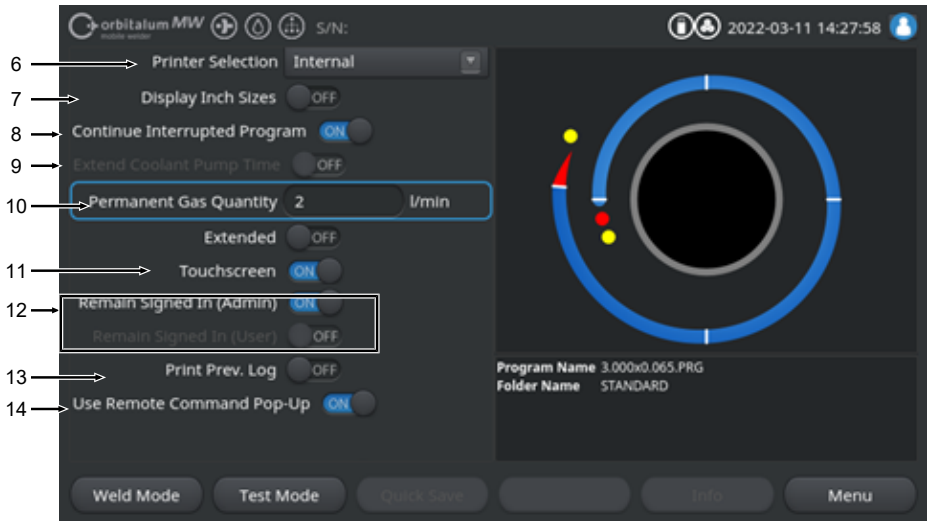 orbitalum MW S/N: 2022-03-11 14:27:58
mobile welder
6 Printer Selection Internal
7 Display Inch Sizes OFF
8 Continue Interrupted Program ON
9 Extend Coolant Pump Time OFF
10 Permanent Gas Quantity 2 l/min
Extended OFF
11 Touchscreen ON
12 Remain Signed In (Admin) ON
Remain Signed In (User) OFF
13 Print Prev. Log OFF
14 Use Remote Command Pop-Up ON
Program Name 3.000x0.065.PRG
Folder Name STANDARD
Weld Mode Test Mode Quick Save Info Menu